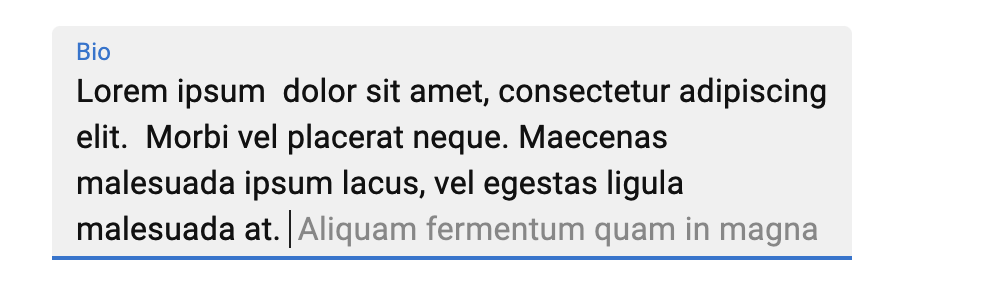 Bio
Lorem ipsum  dolor sit amet, consectetur adipiscing
elit.  Morbi vel placerat neque. Maecenas
malesuada ipsum lacus, vel egestas ligula
malesuada at. Aliquam fermentum quam in magna